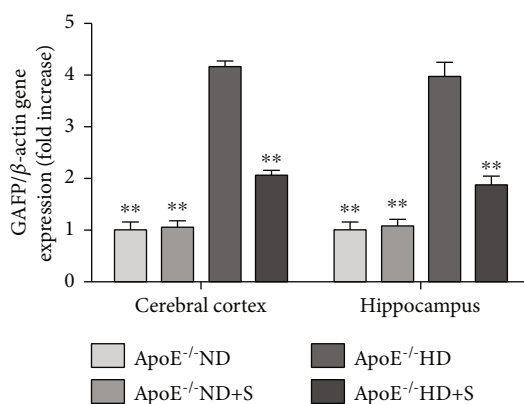 GAFP/β-actin gene
expression (fold increase)
5
4
3
2
1
0
** ** ** ** ** **
Cerebral cortex Hippocampus
ApoE-/-ND ApoE-/-HD
ApoE-/-ND+S ApoE-/-HD+S